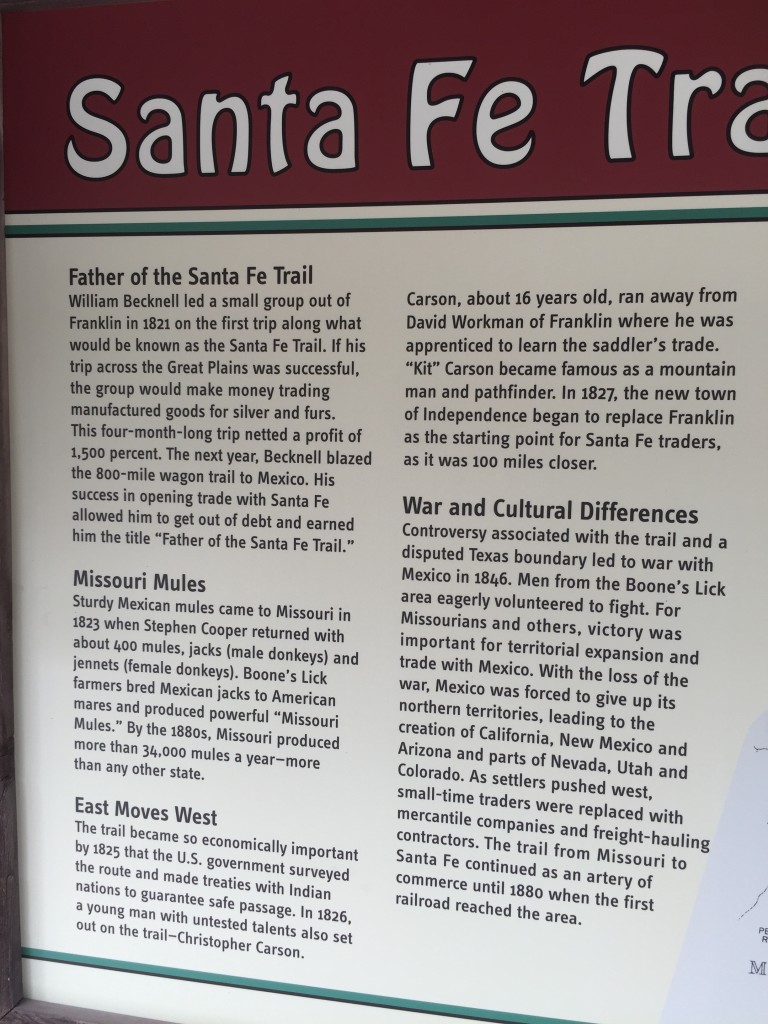 Santa Fe Tra
Father of the Santa Fe Trail
William Becknell led a small group out of
Franklin in 1821 on the first trip along what
would be known as the Santa Fe Trail. If his
trip across the Great Plains was successful,
the group would make money trading
manufactured goods for silver and furs.
This four-month-long trip netted a profit of
1,500 percent. The next year, Becknell blazed
the 800-mile wagon trail to Mexico. His
success in opening trade with Santa Fe
allowed him to get out of debt and earned
him the title “Father of the Santa Fe Trail.”
Missouri Mules
Sturdy Mexican mules came to Missouri in
1823 when Stephen Cooper returned with
about 400 mules, jacks (male donkeys) and
jennets (female donkeys). Boone's Lick
farmers bred Mexican jacks to American
mares and produced powerful “Missouri
Mules.” By the 1880s, Missouri produced
more than 34,000 mules a year—more
than any other state.
East Moves West
The trail became so economically important
by 1825 that the U.S. government surveyed
the route and made treaties with Indian
nations to guarantee safe passage. In 1826,
a young man with untested talents also set
out on the trail—Christopher Carson.
Carson, about 16 years old, ran away from
David Workman of Franklin where he was
apprenticed to learn the saddler's trade.
“Kit” Carson became famous as a mountain
man and pathfinder. In 1827, the new town
of Independence began to replace Franklin
as the starting point for Santa Fe traders,
as it was 100 miles closer.
War and Cultural Differences
Controversy associated with the trail and a
disputed Texas boundary led to war with
Mexico in 1846. Men from the Boone's Lick
area eagerly volunteered to fight. For
Missourians and others, victory was
important for territorial expansion and
trade with Mexico. With the loss of the
war, Mexico was forced to give up its
northern territories, leading to the
creation of California, New Mexico and
Arizona and parts of Nevada, Utah and
Colorado. As settlers pushed west,
small-time traders were replaced with
mercantile companies and freight-hauling
contractors. The trail from Missouri to
Santa Fe continued as an artery of
commerce until 1880 when the first
railroad reached the area.
PE
R
M